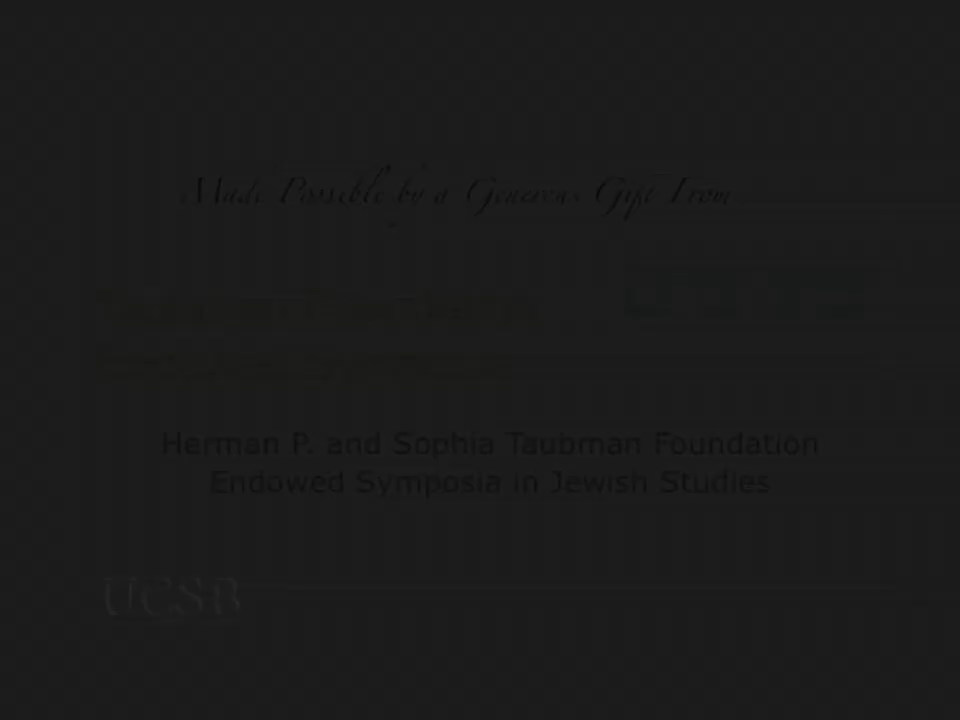 Made Possible by a Generous Gift From
Herman P. and Sophia Taubman Foundation
Endowed Symposia in Jewish Studies
UCSB